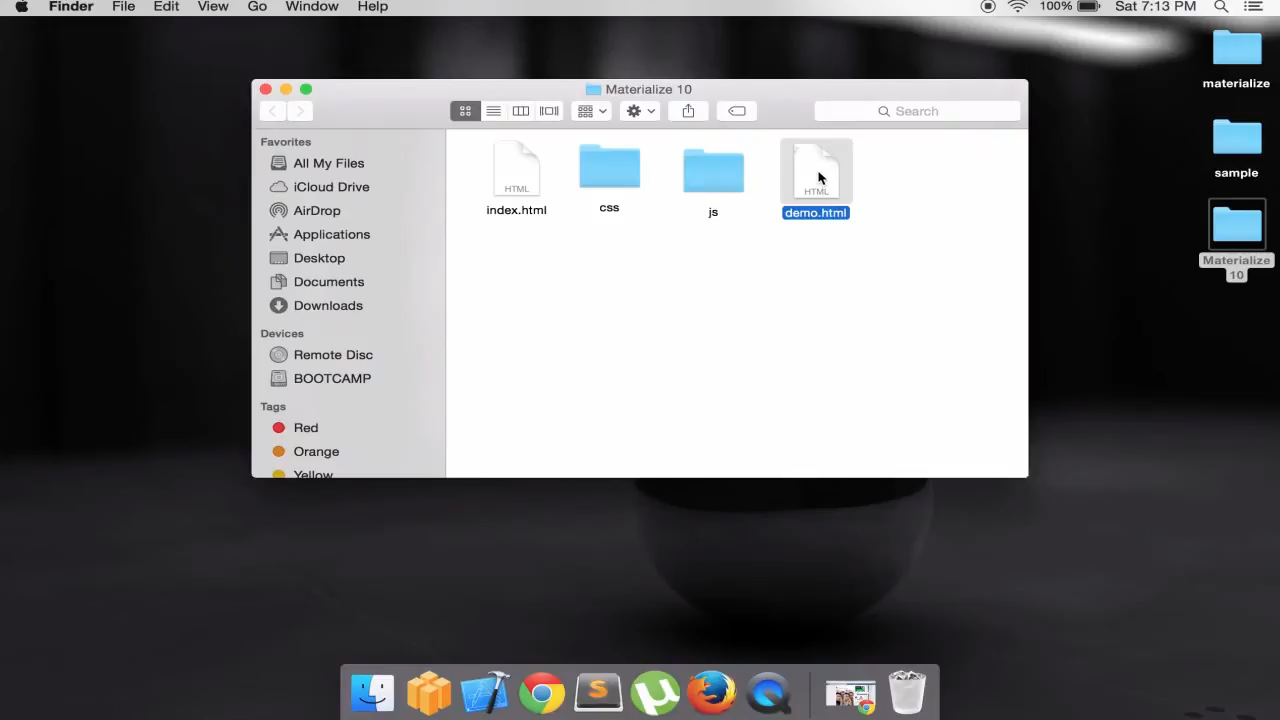 Finder File Edit View Go Window Help 100% Sat 7:13 PM
materialize
sample
Materialize
10
Materialize 10
Search
Favorites
All My Files
iCloud Drive
AirDrop
Applications
Desktop
Documents
Downloads
Devices
Remote Disc
BOOTCAMP
Tags
Red
Orange
Yellow
HTML
index.html
css
js
HTML
demo.html